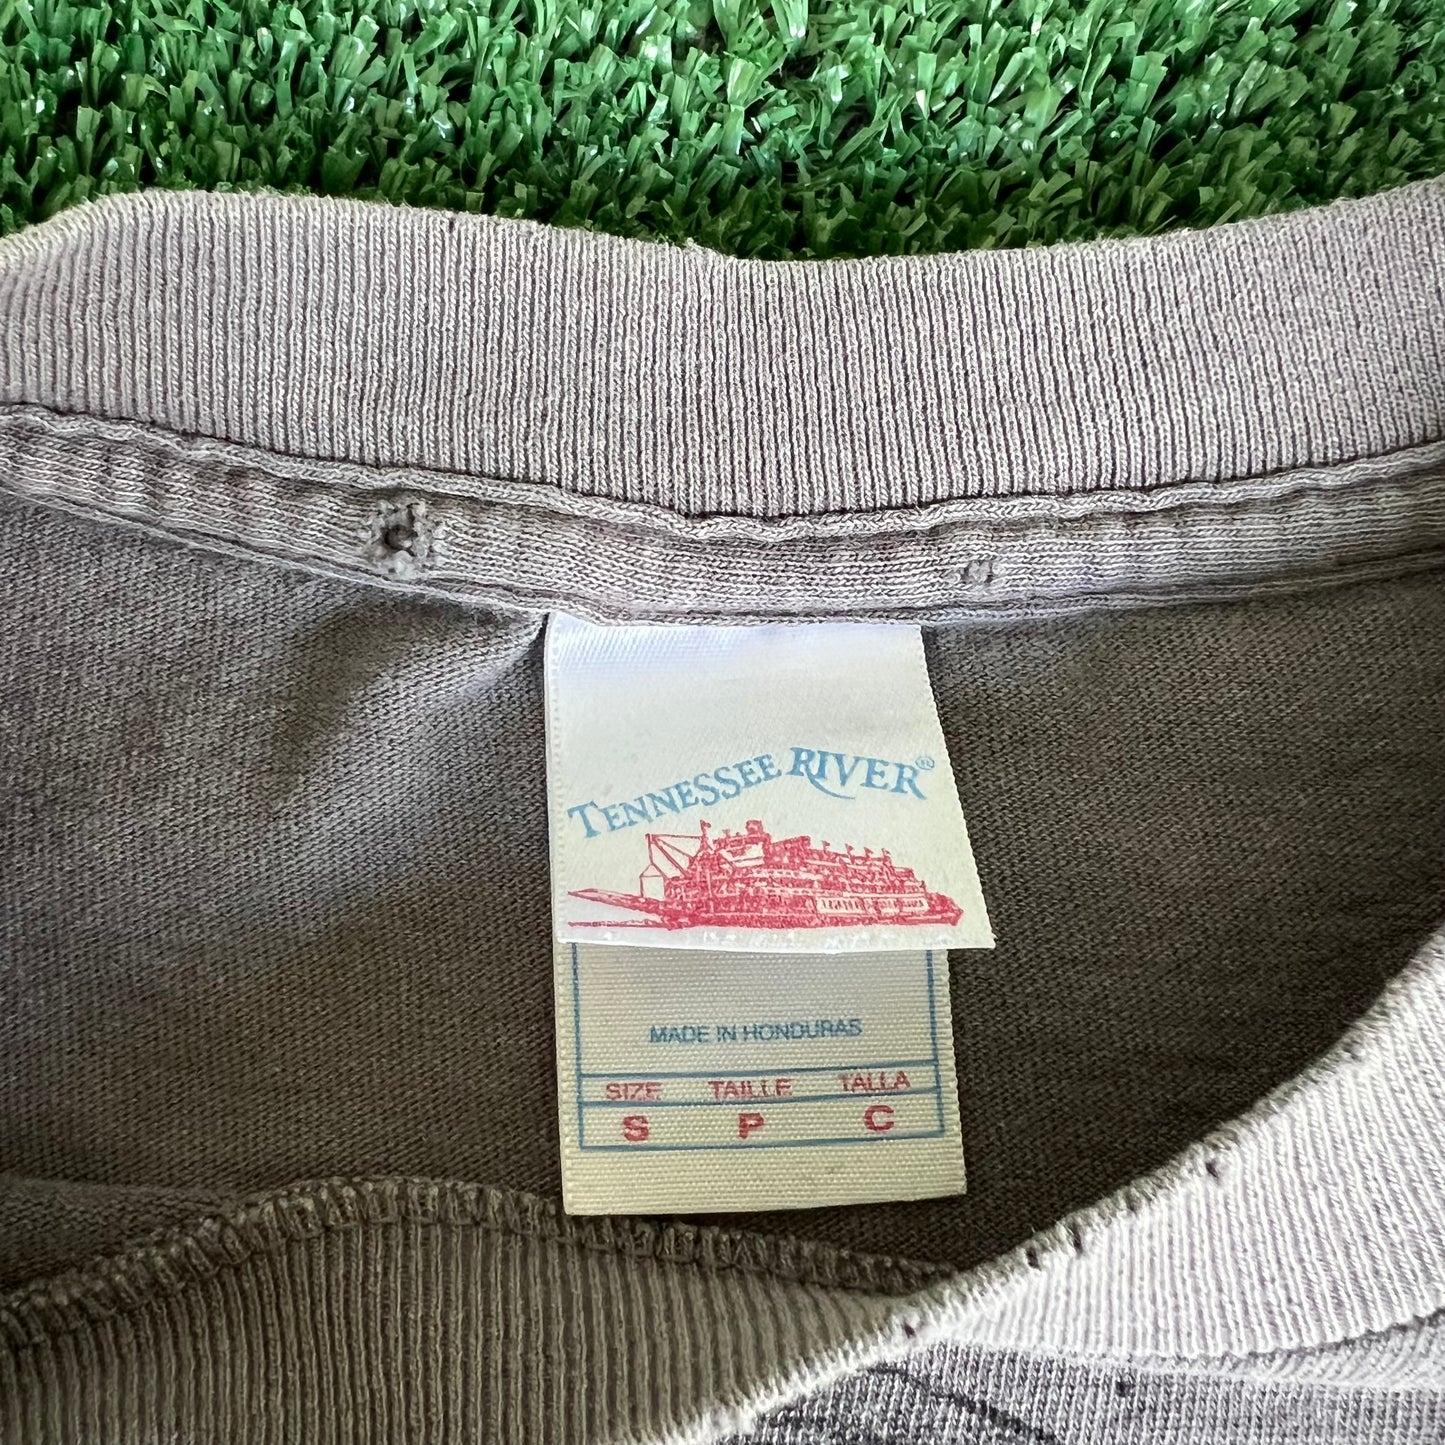 TENNESSEE RIVER®
MADE IN HONDURAS
SIZE TAILLE TALLA
S P C